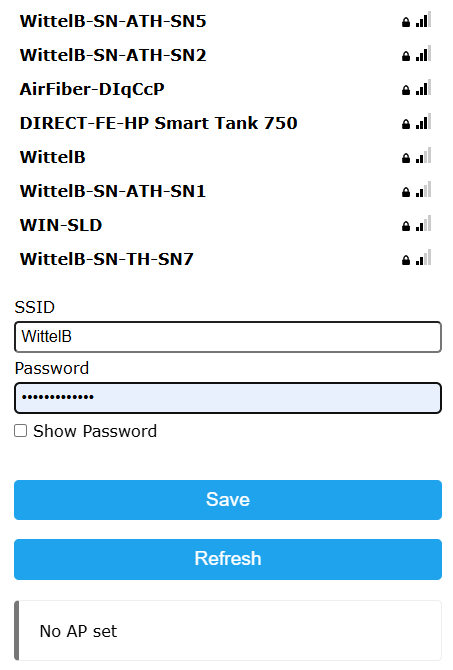 WittelB-SN-ATH-SN5
WittelB-SN-ATH-SN2
AirFiber-DIqCcP
DIRECT-FE-HP Smart Tank 750
WittelB
WittelB-SN-ATH-SN1
WIN-SLD
WittelB-SN-TH-SN7
SSID
WittelB
Password
•••••••••••••
Show Password
Save
Refresh
No AP set